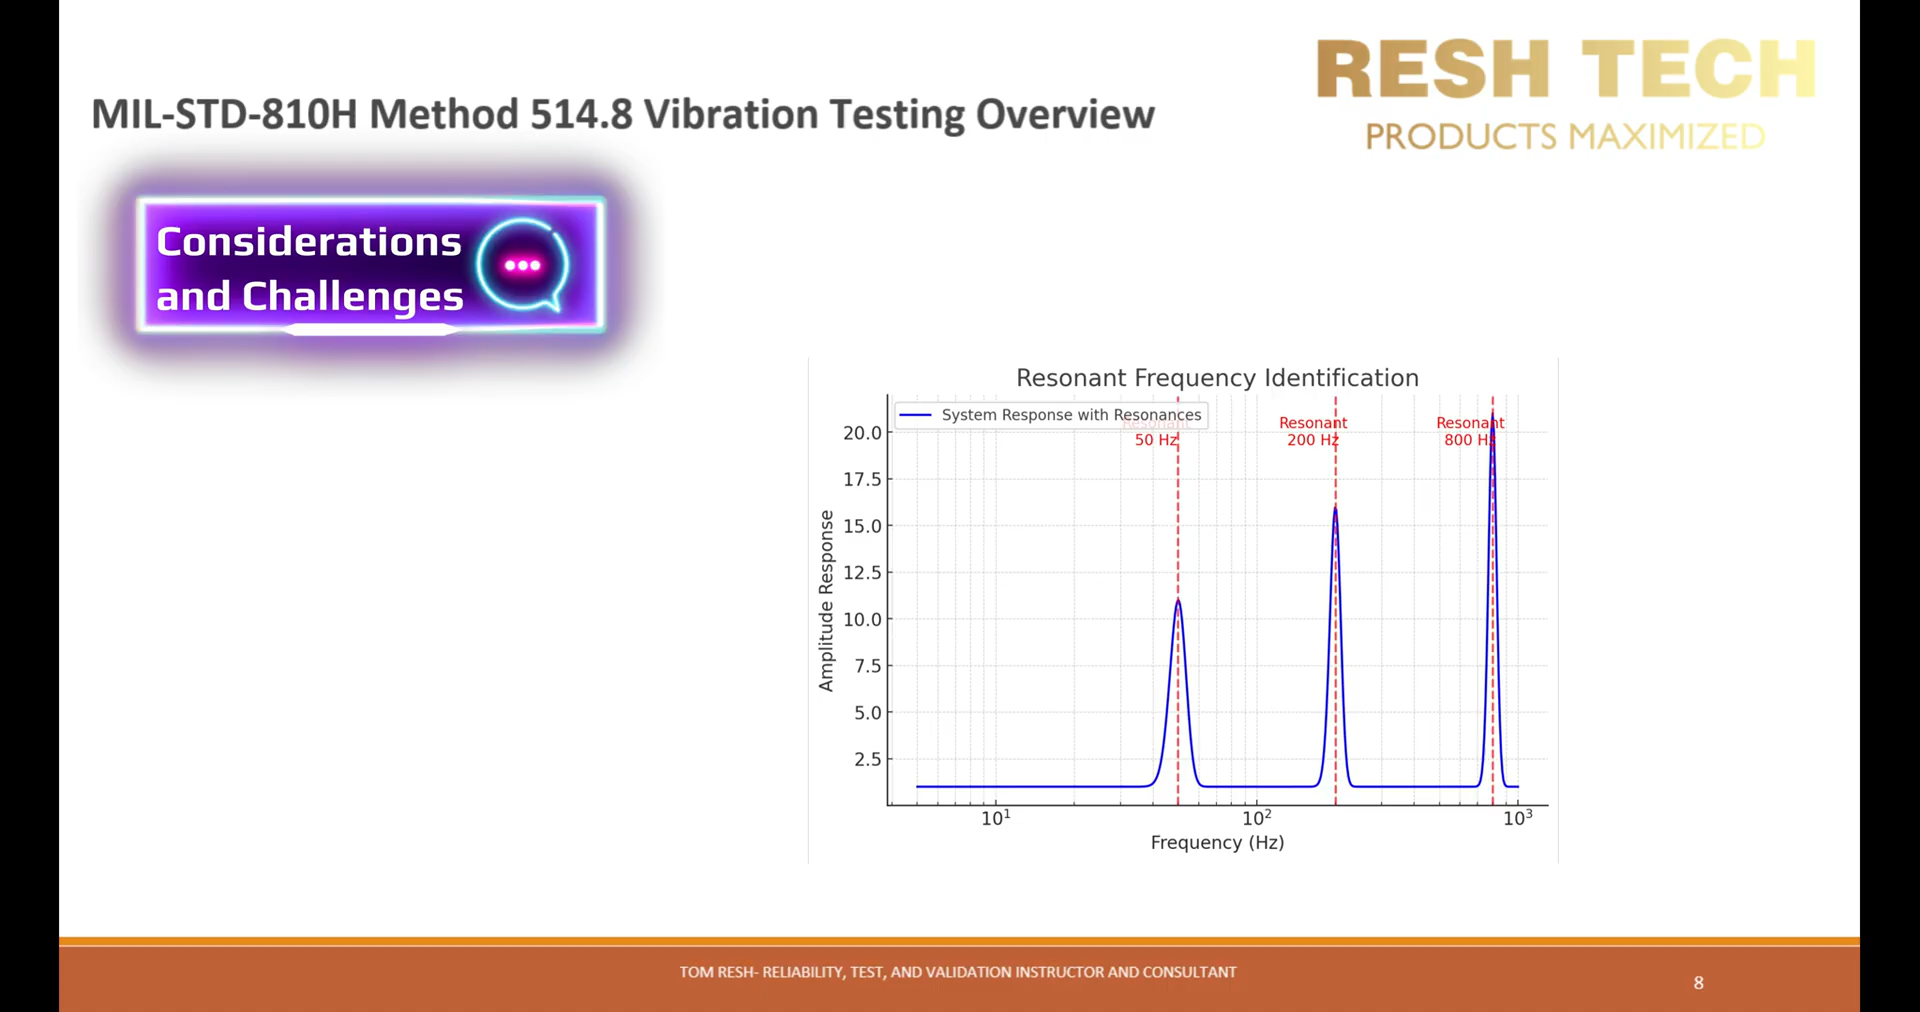 RESH TECH
PRODUCTS MAXIMIZED
MIL-STD-810H Method 514.8 Vibration Testing Overview
Considerations
and Challenges
Resonant Frequency Identification
System Response with Resonances
Resonant
50 Hz
Resonant
200 Hz
Resonant
800 Hz
Amplitude Response
20.0
17.5
15.0
12.5
10.0
7.5
5.0
2.5
10¹
10²
10³
Frequency (Hz)
TOM RESH- RELIABILITY, TEST, AND VALIDATION INSTRUCTOR AND CONSULTANT
8